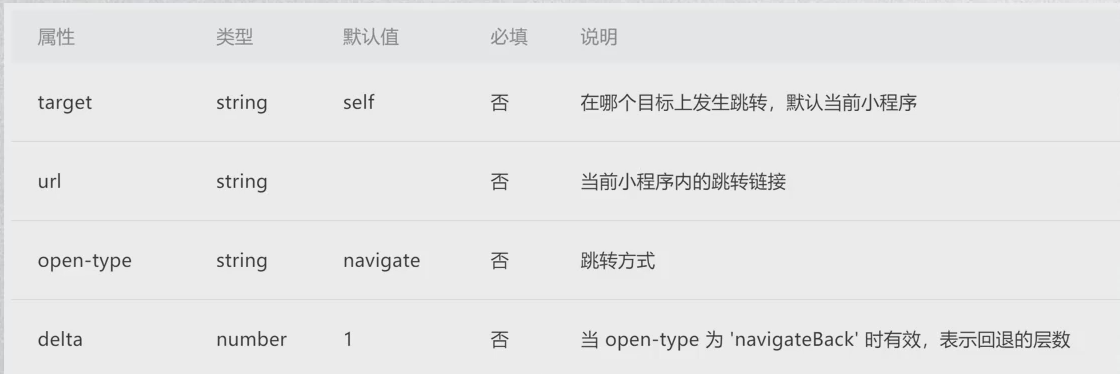 属性 类型 默认值 必填 说明
target string self 否 在哪个目标上发生跳转，默认当前小程序
url string 否 当前小程序内的跳转链接
open-type string navigate 否 跳转方式
delta number 1 否 当 open-type 为 'navigateBack' 时有效，表示回退的层数